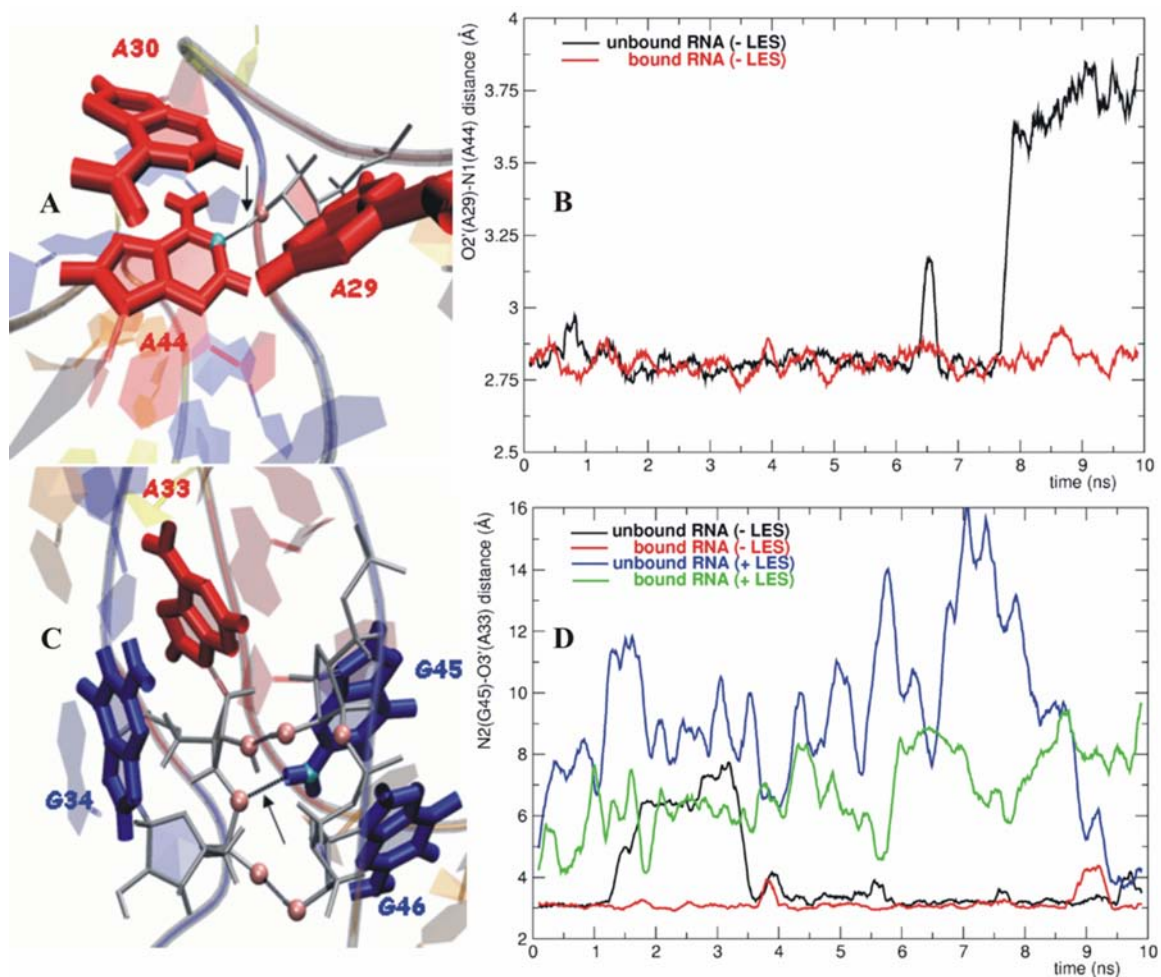 A30
A
A29
A44
O2'(A29)-N1(A44) distance (Å)
4
3.75
3.5
3.25
3
2.75
2.5
unbound RNA (- LES)
bound RNA (- LES)
B
0 1 2 3 4 5 6 7 8 9 10
time (ns)
A33
C
G45
G34
G46
N2(G45)-O3'(A33) distance (Å)
16
14
12
10
8
6
4
2
unbound RNA (- LES)
bound RNA (- LES)
unbound RNA (+ LES)
bound RNA (+ LES)
D
0 1 2 3 4 5 6 7 8 9 10
time (ns)